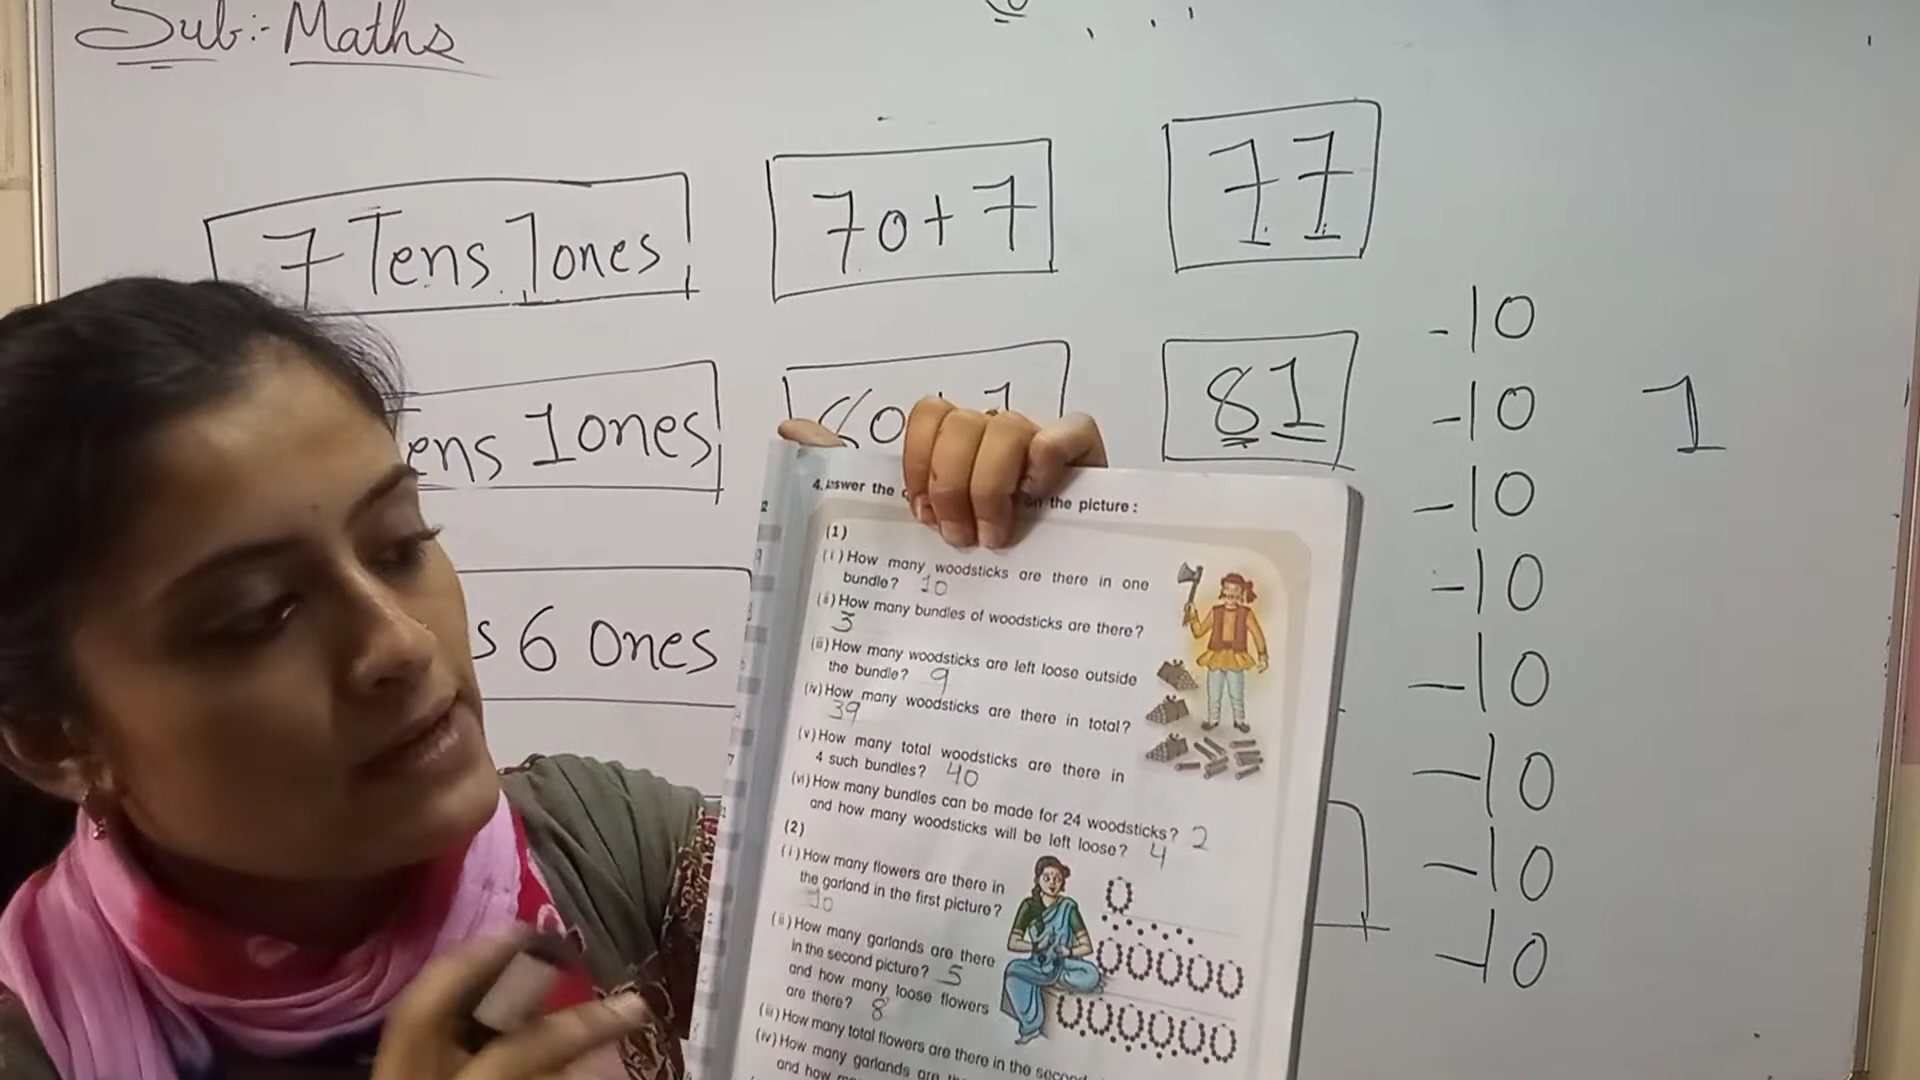 Sub:- Maths
7 Tens 7 ones
70+7
77
ens 1 ones
81
s 6 ones
-10
-10
-10
-10
-10
-10
-10
-10
1
4. the on the picture :
(1)
(i) How many woodsticks are there in one
bundle? 10
(ii) How many bundles of woodsticks are there?
3
(iii) How many woodsticks are left loose outside
the bundle? 9
(iv) How many woodsticks are there in total?
39
(v) How many total woodsticks are there in
4 such bundles? 40
(vi) How many bundles can be made for 24 woodsticks? 2
and how many woodsticks will be left loose? 4
(2)
(i) How many flowers are there in
the garland in the first picture?
10
(ii) How many garlands are there
in the second picture? 5
and how many loose flowers
are there? 8
(iii) How many total flowers are there in the
(iv) How many garlands are
and how